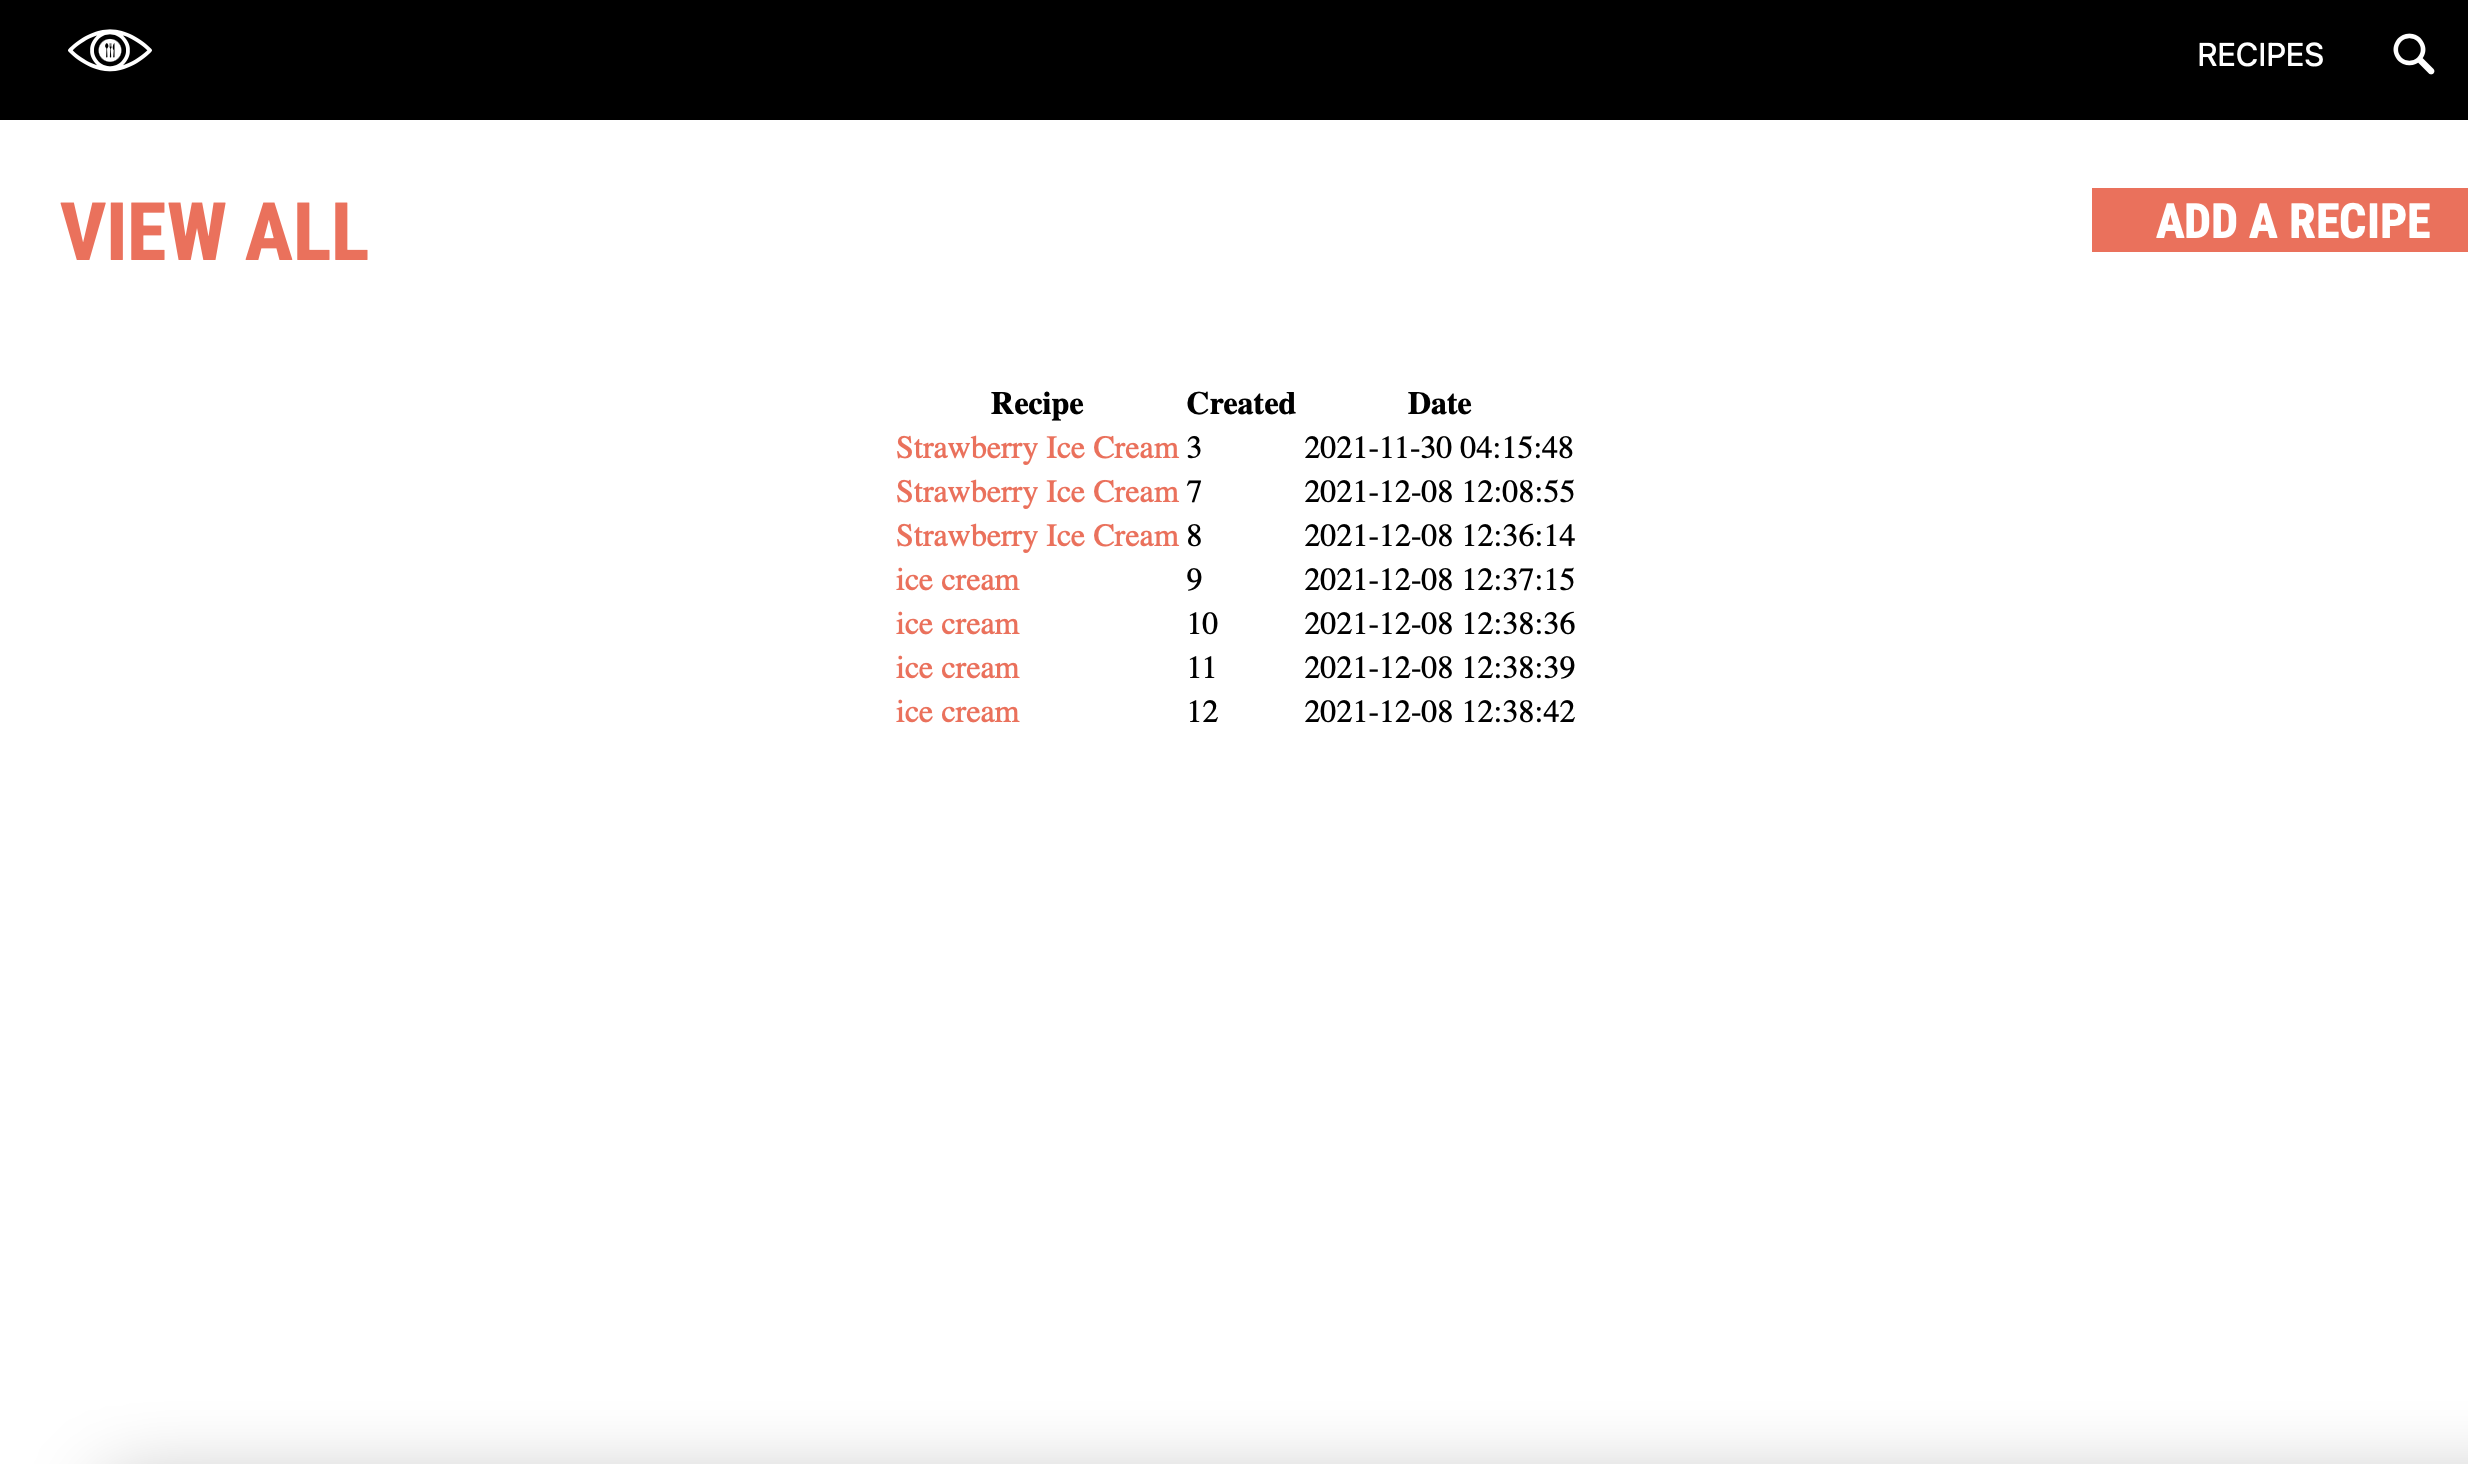 RECIPES
VIEW ALL
ADD A RECIPE
Recipe Created Date
Strawberry Ice Cream 3 2021-11-30 04:15:48
Strawberry Ice Cream 7 2021-12-08 12:08:55
Strawberry Ice Cream 8 2021-12-08 12:36:14
ice cream 9 2021-12-08 12:37:15
ice cream 10 2021-12-08 12:38:36
ice cream 11 2021-12-08 12:38:39
ice cream 12 2021-12-08 12:38:42